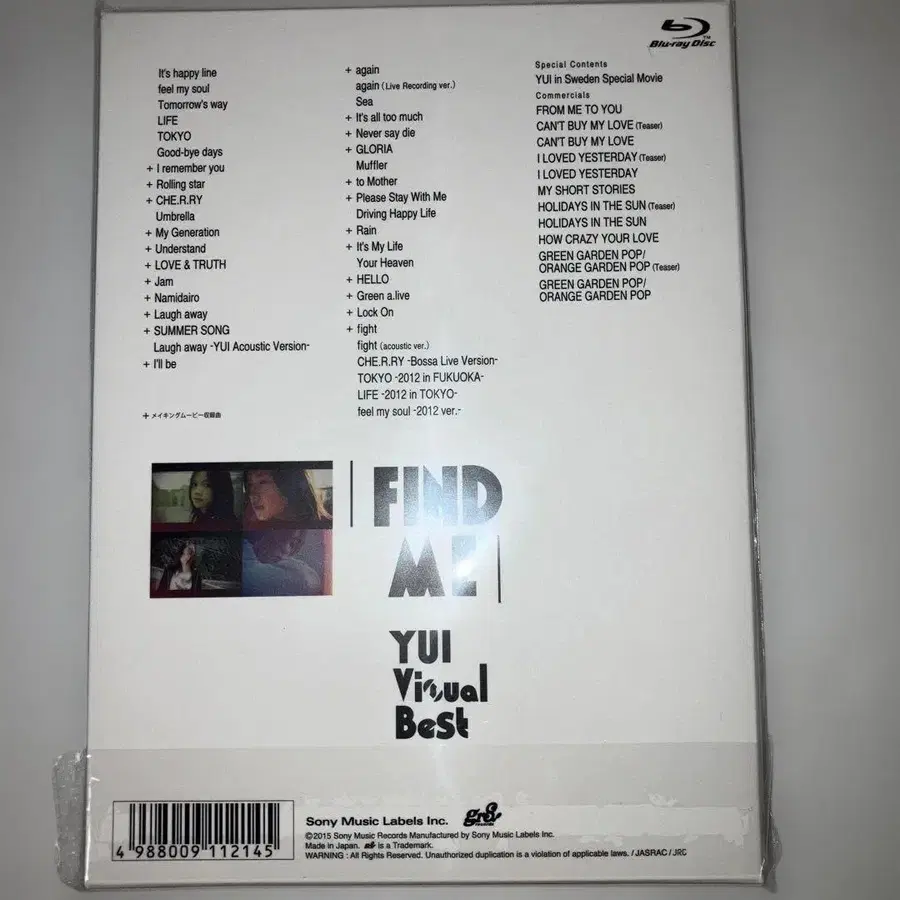 Blu-ray Disc
TM
It's happy line
feel my soul
Tomorrow's way
LIFE
TOKYO
Good-bye days
+ I remember you
+ Rolling star
+ CHE.R.RY
Umbrella
+ My Generation
+ Understand
+ LOVE & TRUTH
+ Jam
+ Namidairo
+ Laugh away
+ SUMMER SONG
Laugh away -YUI Acoustic Version-
+ I'll be
+ メイキングムービー収録曲
+ again
again (Live Recording ver.)
Sea
+ It's all too much
+ Never say die
+ GLORIA
Muffler
+ to Mother
+ Please Stay With Me
Driving Happy Life
+ Rain
+ It's My Life
Your Heaven
+ HELLO
+ Green a.live
+ Lock On
+ fight
fight (acoustic ver.)
CHE.R.RY -Bossa Live Version-
TOKYO -2012 in FUKUOKA-
LIFE -2012 in TOKYO-
feel my soul -2012 ver.-
Special Contents
YUI in Sweden Special Movie
Commercials
FROM ME TO YOU
CAN'T BUY MY LOVE (Teaser)
CAN'T BUY MY LOVE
I LOVED YESTERDAY (Teaser)
I LOVED YESTERDAY
MY SHORT STORIES
HOLIDAYS IN THE SUN (Teaser)
HOLIDAYS IN THE SUN
HOW CRAZY YOUR LOVE
GREEN GARDEN POP/
ORANGE GARDEN POP (Teaser)
GREEN GARDEN POP/
ORANGE GARDEN POP
FIND
ME
YUI
Visual
Best
4 988009 112145
Sony Music Labels Inc.
gr8!
records
©2015 Sony Music Records Manufactured by Sony Music Labels Inc.
Made in Japan. gr8! is a Trademark.
WARNING : All Rights Reserved. Unauthorized duplication is a violation of applicable laws. / JASRAC / JRC